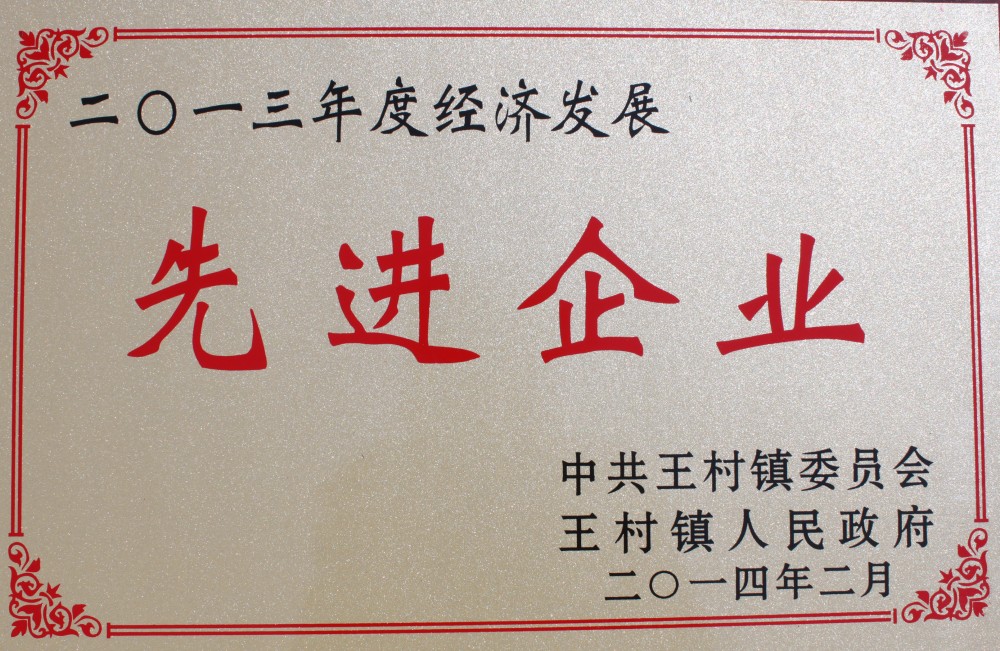 二〇一三年度经济发展
先进企业
中共王村镇委员会
王村镇人民政府
二〇一四年二月